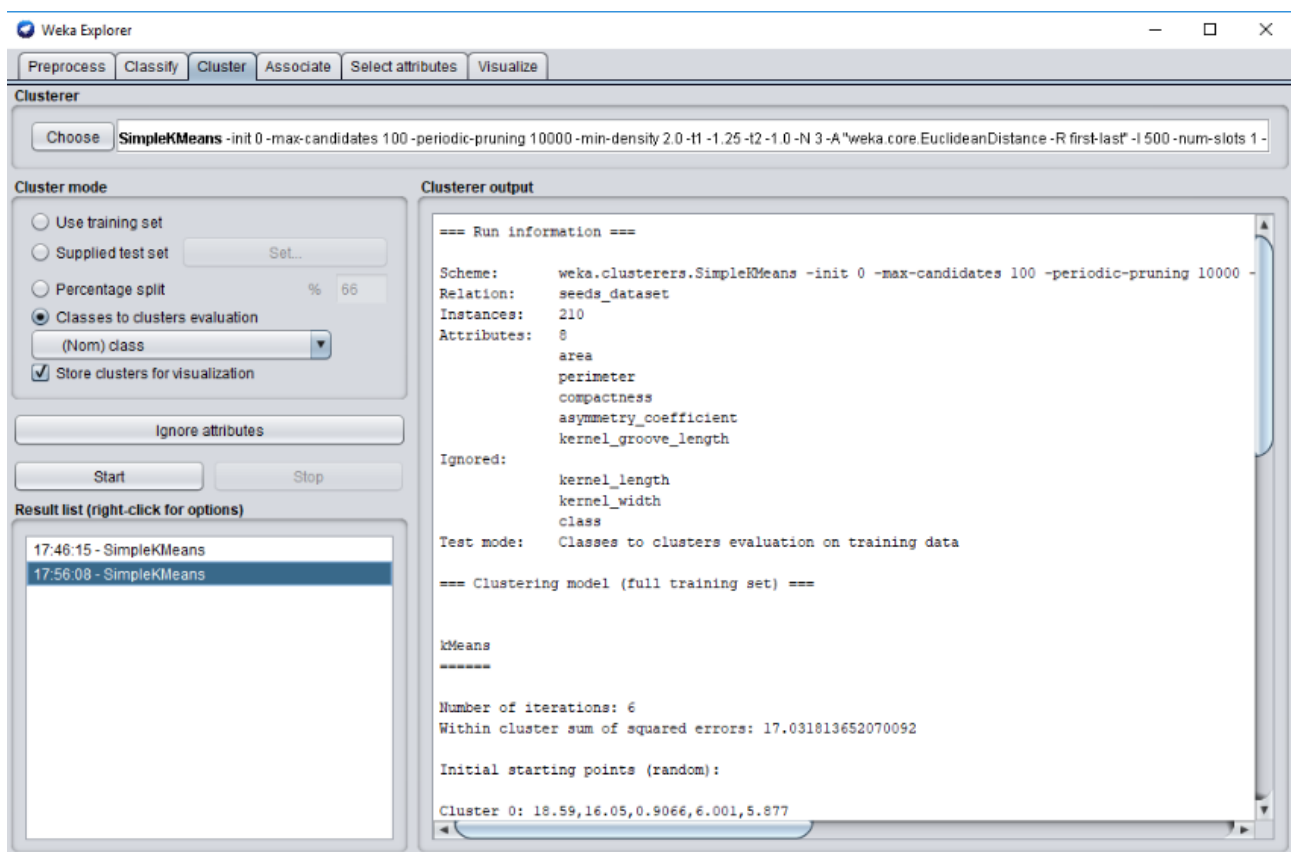 Weka Explorer
Preprocess Classify Cluster Associate Select attributes Visualize
Clusterer
Choose SimpleKMeans -init 0 -max-candidates 100 -periodic-pruning 10000 -min-density 2.0 -t1 -1.25 -t2 -1.0 -N 3 -A "weka.core.EuclideanDistance -R first-last" -I 500 -num-slots 1 -
Cluster mode
Use training set
Supplied test set Set...
Percentage split % 66
Classes to clusters evaluation
(Nom) class
Store clusters for visualization
Ignore attributes
Start Stop
Result list (right-click for options)
17:46:15 - SimpleKMeans
17:56:08 - SimpleKMeans
Clusterer output
=== Run information ===
Scheme: weka.clusterers.SimpleKMeans -init 0 -max-candidates 100 -periodic-pruning 10000 -
Relation: seeds_dataset
Instances: 210
Attributes: 8
area
perimeter
compactness
asymmetry_coefficient
kernel_groove_length
Ignored:
kernel_length
kernel_width
class
Test mode: Classes to clusters evaluation on training data
=== Clustering model (full training set) ===
kMeans
======
Number of iterations: 6
Within cluster sum of squared errors: 17.031813652070092
Initial starting points (random):
Cluster 0: 18.59,16.05,0.9066,6.001,5.877